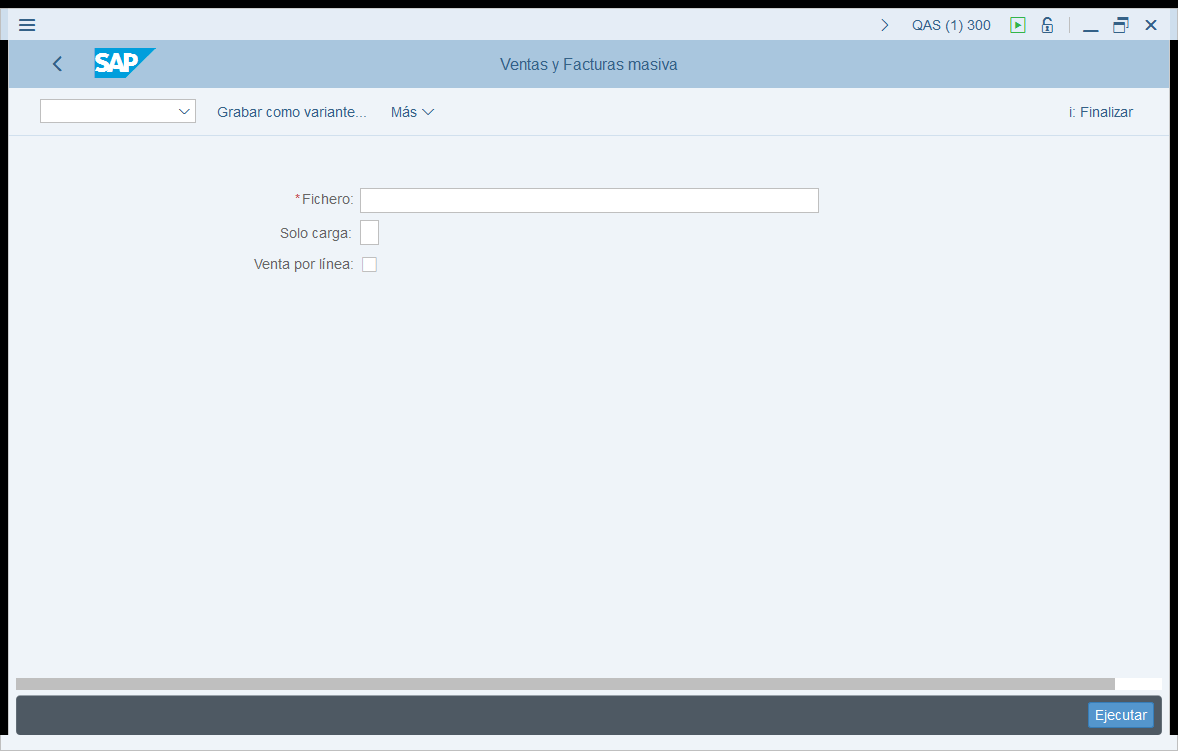 QAS (1) 300
SAP
Ventas y Facturas masiva
Grabar como variante... Más i: Finalizar
*Fichero:
Solo carga:
Venta por línea:
Ejecutar